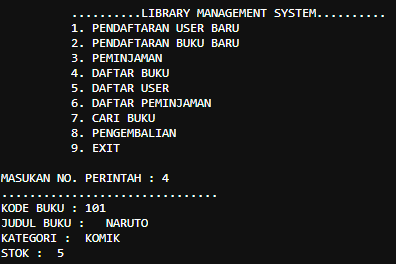 ..........LIBRARY MANAGEMENT SYSTEM..........
1. PENDAFTARAN USER BARU
2. PENDAFTARAN BUKU BARU
3. PEMINJAMAN
4. DAFTAR BUKU
5. DAFTAR USER
6. DAFTAR PEMINJAMAN
7. CARI BUKU
8. PENGEMBALIAN
9. EXIT
MASUKAN NO. PERINTAH : 4
...............................
KODE BUKU : 101
JUDUL BUKU :   NARUTO
KATEGORI :  KOMIK
STOK :  5